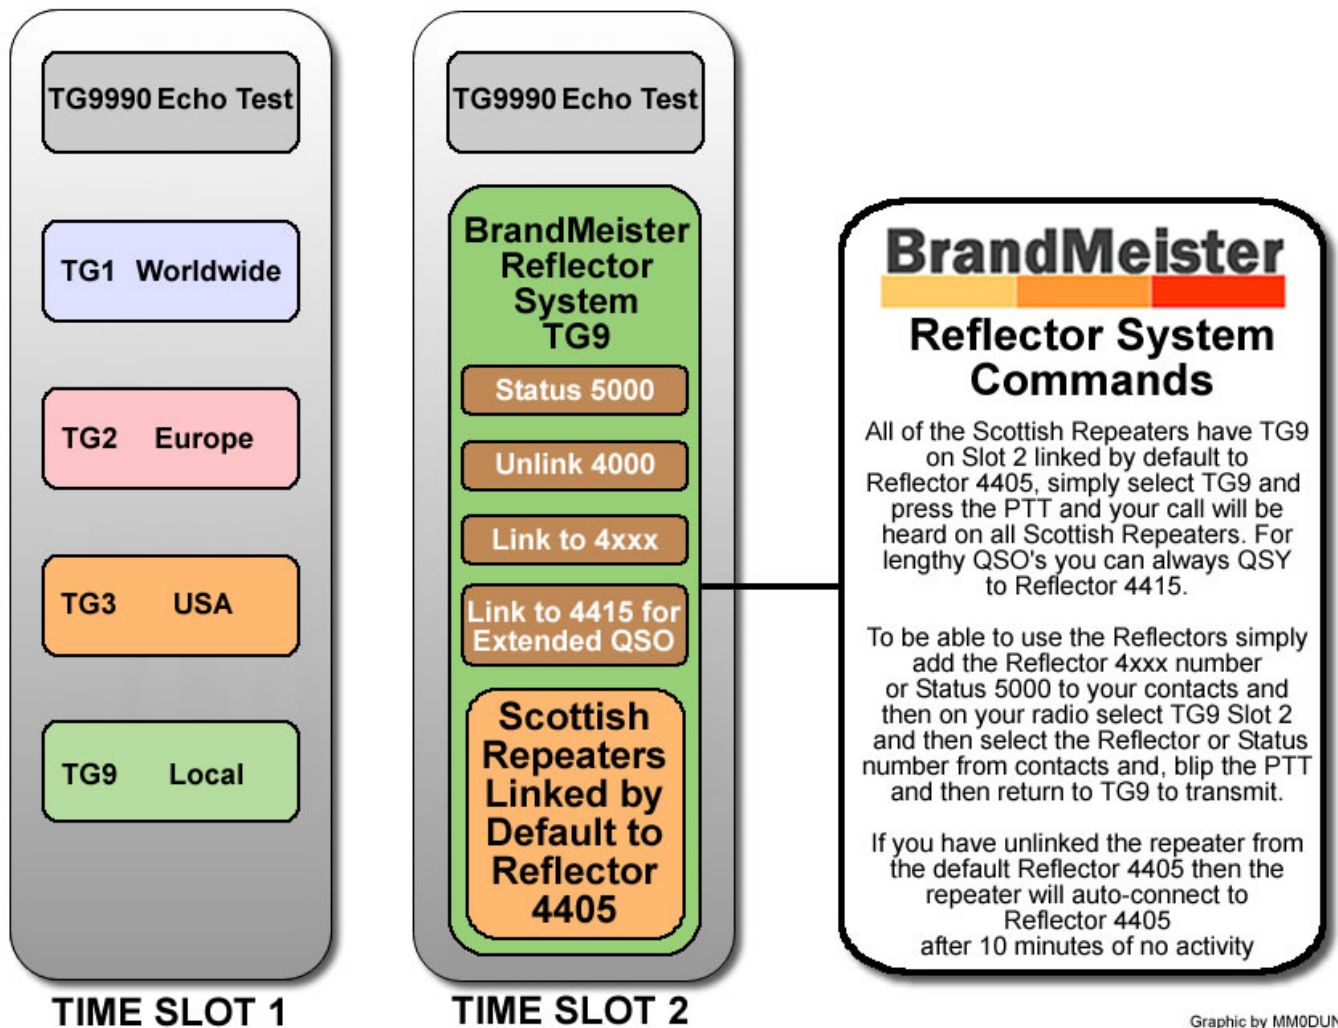 TG9990 Echo Test
TG1 Worldwide
TG2 Europe
TG3 USA
TG9 Local
TIME SLOT 1
TG9990 Echo Test
BrandMeister
Reflector
System
TG9
Status 5000
Unlink 4000
Link to 4xxx
Link to 4415 for
Extended QSO
Scottish
Repeaters
Linked by
Default to
Reflector
4405
TIME SLOT 2
BrandMeister
Reflector System
Commands
All of the Scottish Repeaters have TG9
on Slot 2 linked by default to
Reflector 4405, simply select TG9 and
press the PTT and your call will be
heard on all Scottish Repeaters. For
lengthy QSO's you can always QSY
to Reflector 4415.
To be able to use the Reflectors simply
add the Reflector 4xxx number
or Status 5000 to your contacts and
then on your radio select TG9 Slot 2
and then select the Reflector or Status
number from contacts and, blip the PTT
and then return to TG9 to transmit.
If you have unlinked the repeater from
the default Reflector 4405 then the
repeater will auto-connect to
Reflector 4405
after 10 minutes of no activity
Graphic by MM0DUN